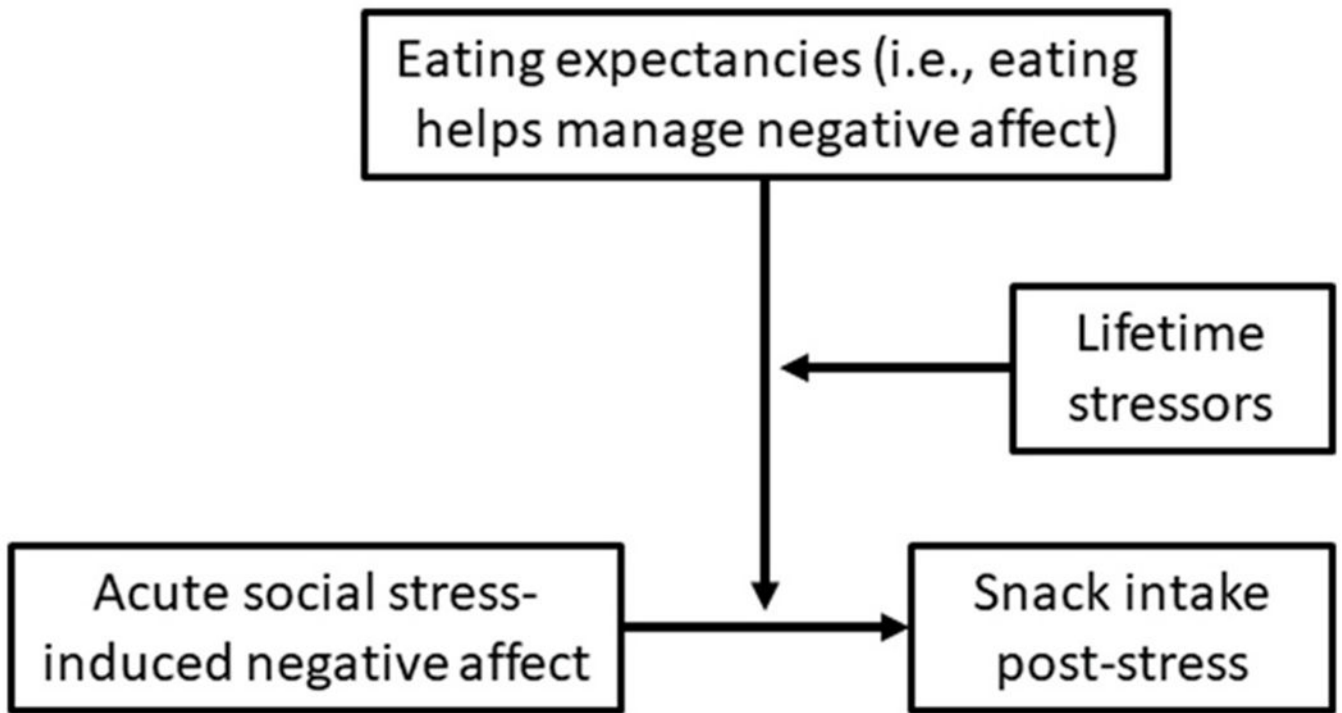 Eating expectancies (i.e., eating
helps manage negative affect)
Lifetime
stressors
Acute social stress-
induced negative affect
Snack intake
post-stress